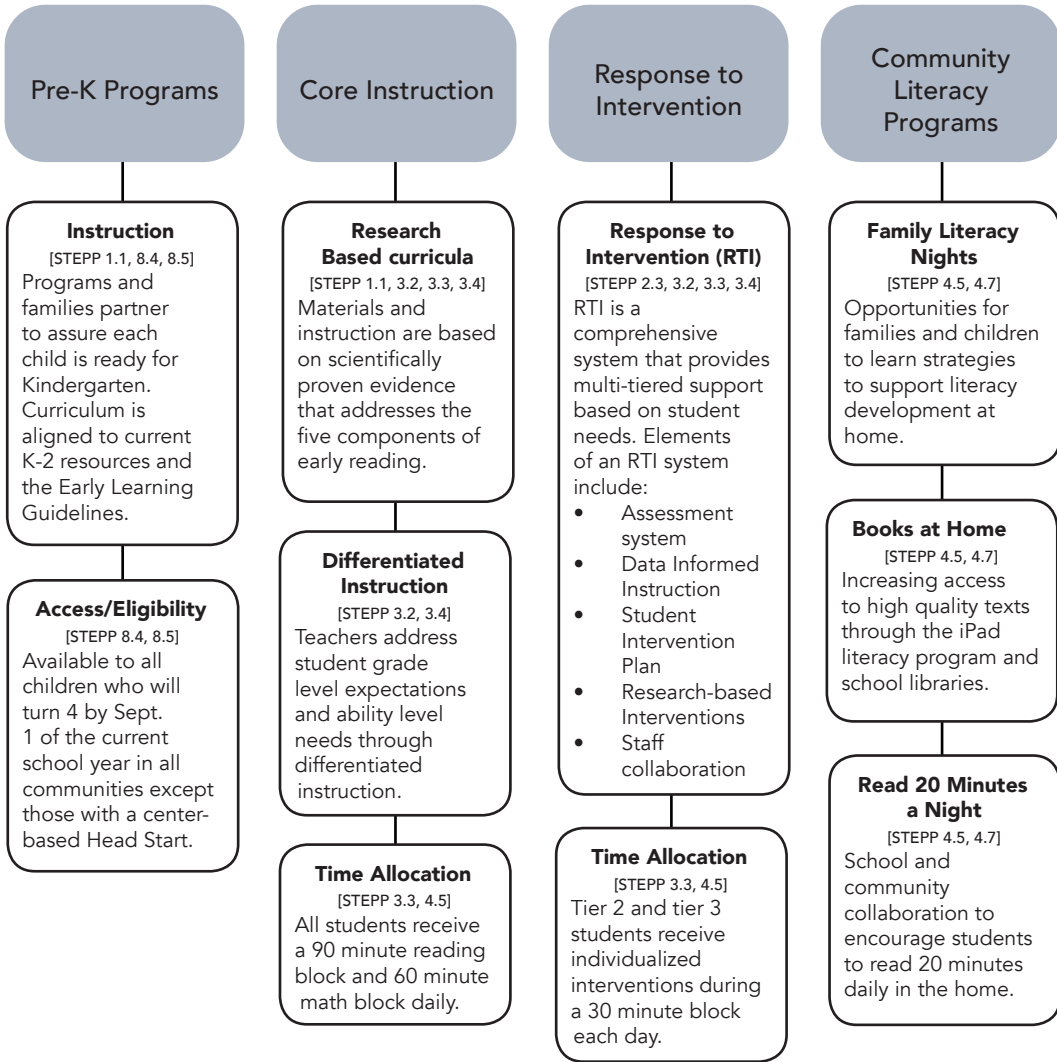 Pre-K Programs
Instruction
[STEPP 1.1, 8.4, 8.5]
Programs and
families partner
to assure each
child is ready for
Kindergarten.
Curriculum is
aligned to current
K-2 resources and
the Early Learning
Guidelines.
Access/Eligibility
[STEPP 8.4, 8.5]
Available to all
children who will
turn 4 by Sept.
1 of the current
school year in all
communities except
those with a center-
based Head Start.
Core Instruction
Research
Based curricula
[STEPP 1.1, 3.2, 3.3, 3.4]
Materials and
instruction are based
on scientifically
proven evidence
that addresses the
five components of
early reading.
Differentiated
Instruction
[STEPP 3.2, 3.4]
Teachers address
student grade
level expectations
and ability level
needs through
differentiated
instruction.
Time Allocation
[STEPP 3.3, 4.5]
All students receive
a 90 minute reading
block and 60 minute
math block daily.
Response to
Intervention
Response to
Intervention (RTI)
[STEPP 2.3, 3.2, 3.3, 3.4]
RTI is a
comprehensive
system that provides
multi-tiered support
based on student
needs. Elements
of an RTI system
include:
• Assessment
system
• Data Informed
Instruction
• Student
Intervention
Plan
• Research-based
Interventions
• Staff
collaboration
Time Allocation
[STEPP 3.3, 4.5]
Tier 2 and tier 3
students receive
individualized
interventions during
a 30 minute block
each day.
Community
Literacy
Programs
Family Literacy
Nights
[STEPP 4.5, 4.7]
Opportunities for
families and children
to learn strategies
to support literacy
development at
home.
Books at Home
[STEPP 4.5, 4.7]
Increasing access
to high quality texts
through the iPad
literacy program and
school libraries.
Read 20 Minutes
a Night
[STEPP 4.5, 4.7]
School and
community
collaboration to
encourage students
to read 20 minutes
daily in the home.